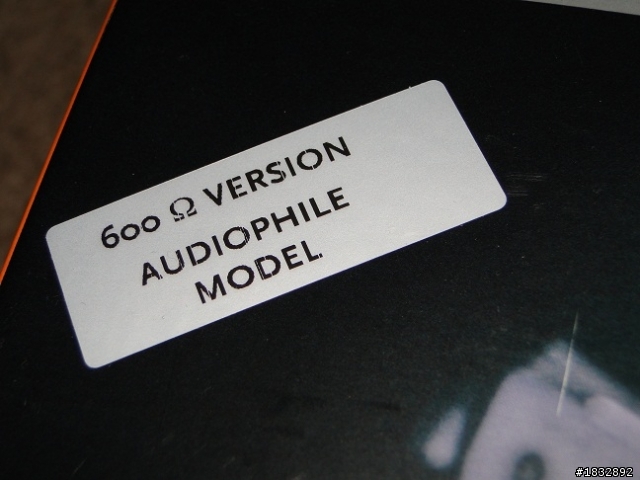 600 Ω VERSION
AUDIOPHILE
MODEL
#1832892